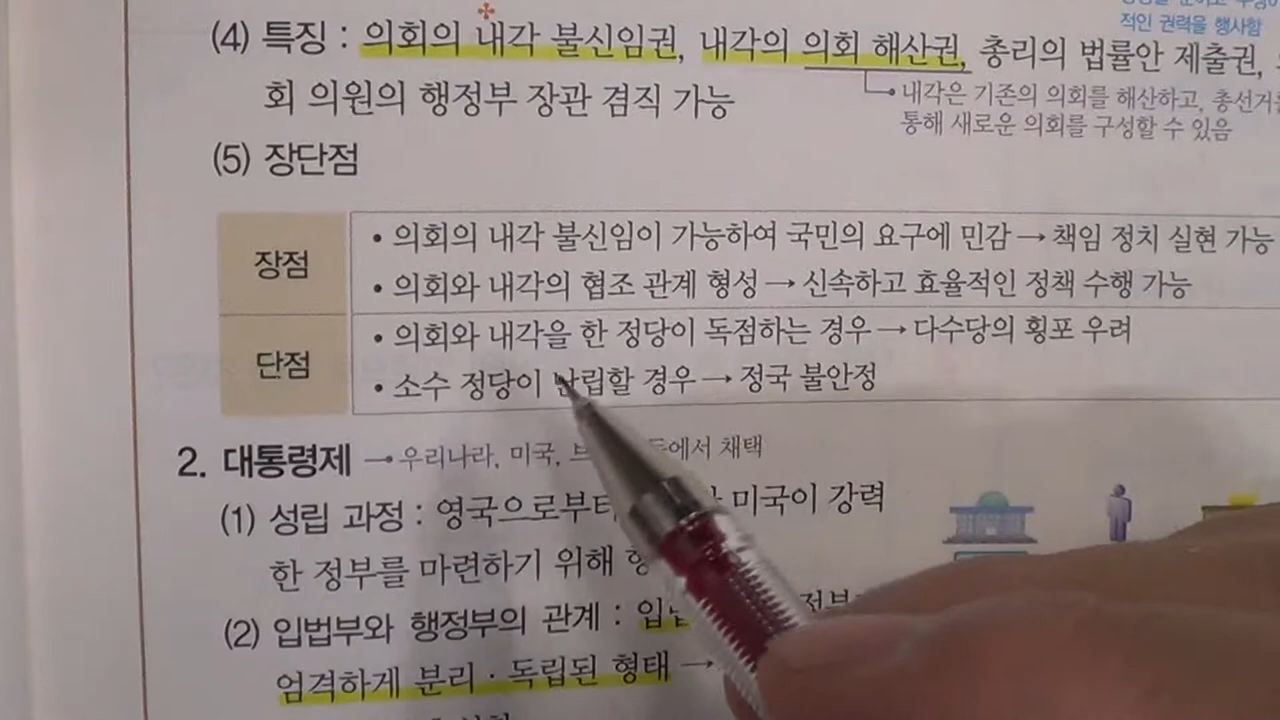 적인 권력을 행사함
(4) 특징 : 의회의 내각 불신임권, 내각의 의회 해산권, 총리의 법률안 제출권,
회 의원의 행정부 장관 겸직 가능
내각은 기존의 의회를 해산하고, 총선거를
통해 새로운 의회를 구성할 수 있음
(5) 장단점
장점
• 의회의 내각 불신임이 가능하여 국민의 요구에 민감 → 책임 정치 실현 가능
• 의회와 내각의 협조 관계 형성 → 신속하고 효율적인 정책 수행 가능
단점
• 의회와 내각을 한 정당이 독점하는 경우 → 다수당의 횡포 우려
• 소수 정당이 난립할 경우 → 정국 불안정
2. 대통령제 → 우리나라, 미국, 등에서 채택
(1) 성립 과정 : 영국으로부터 미국이 강력
한 정부를 마련하기 위해
(2) 입법부와 행정부의 관계 :
엄격하게 분리 · 독립된 형태 →